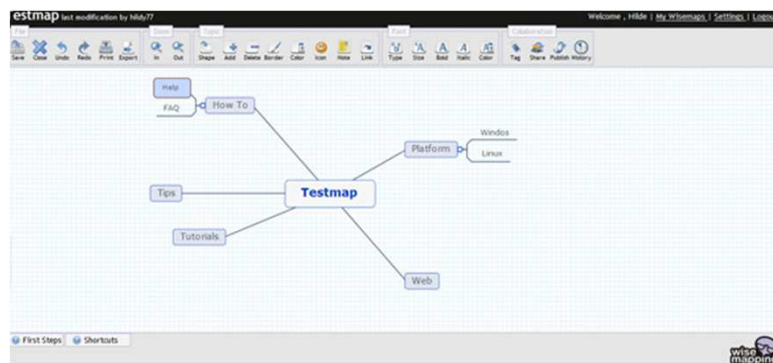 estmap last modification by hildy77
Welcome , Hilde | My Wisemaps | Settings | Logou
File
Zoom
Topic
Font
Collaboration
Save Close Undo Redo Print Export In Out Shape Add Delete Border Color Icon Note Link Type Size Bold Italic Color Tag Share Publish History
Help
FAQ
How To
Platform
Windos
Linux
Tips
Testmap
Tutorials
Web
First Steps
Shortcuts
wise
mapping